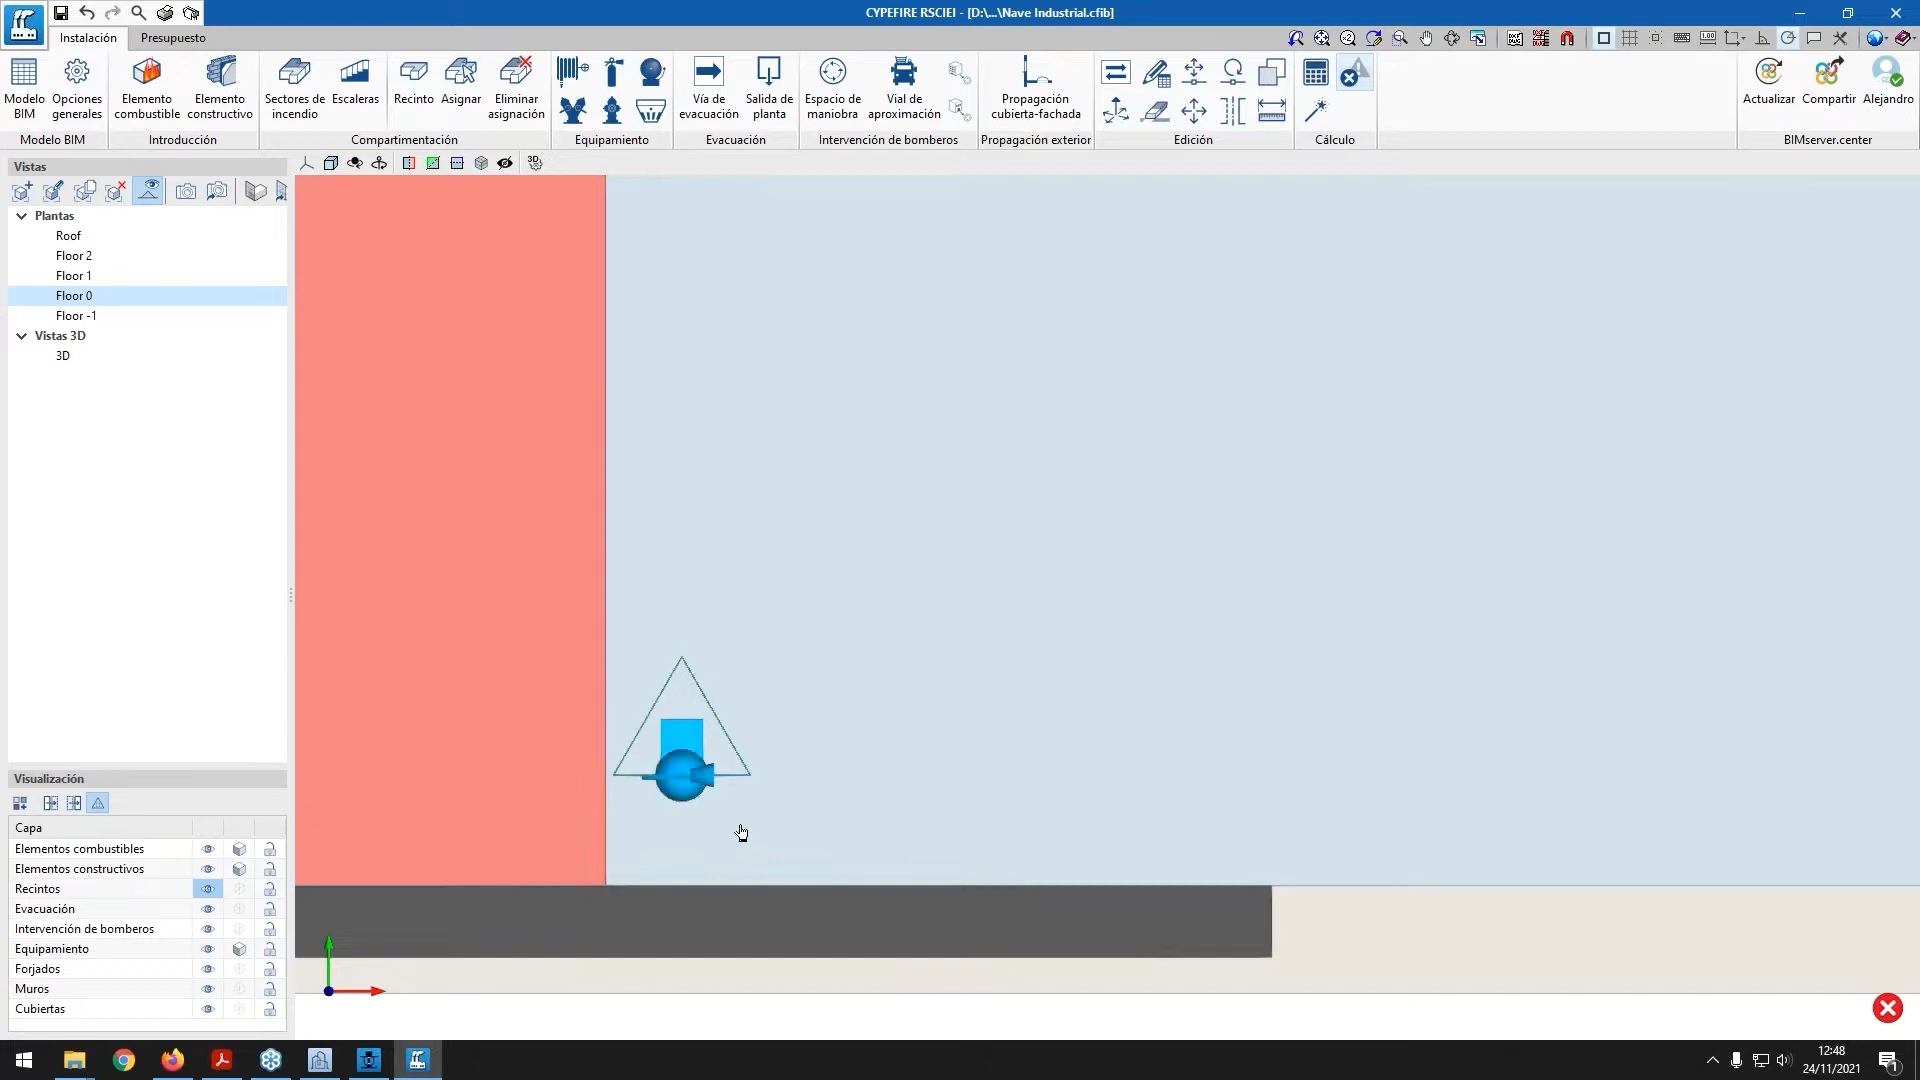 CYPEFIRE RSCIEI - [D:\...\Nave Industrial.cfib]
Instalación
Presupuesto
Modelo
BIM
Opciones
generales
Elemento
combustible
Elemento
constructivo
Sectores de
incendio
Escaleras
Recinto
Asignar
Eliminar
asignación
Vía de
evacuación
Salida de
planta
Espacio de
maniobra
Vial de
aproximación
Propagación
cubierta-fachada
Actualizar
Compartir
Alejandro
Modelo BIM
Introducción
Compartimentación
Equipamiento
Evacuación
Intervención de bomberos
Propagación exterior
Edición
Cálculo
BIMserver.center
Vistas
Plantas
Roof
Floor 2
Floor 1
Floor 0
Floor -1
Vistas 3D
3D
Visualización
Capa
Elementos combustibles
Elementos constructivos
Recintos
Evacuación
Intervención de bomberos
Equipamiento
Forjados
Muros
Cubiertas
12:48
24/11/2021